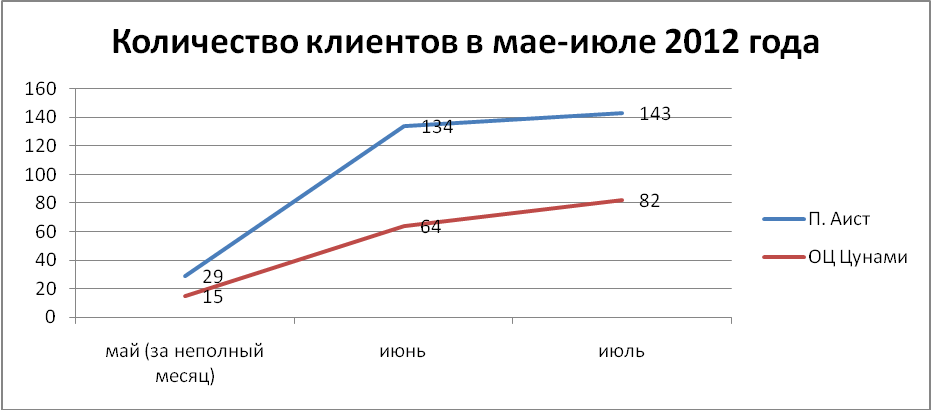 Количество клиентов в мае-июле 2012 года
160
140
120
100
80
60
40
20
0
134
143
64
82
29
15
май (за неполный
месяц)
июнь
июль
П. Аист
ОЦ Цунами